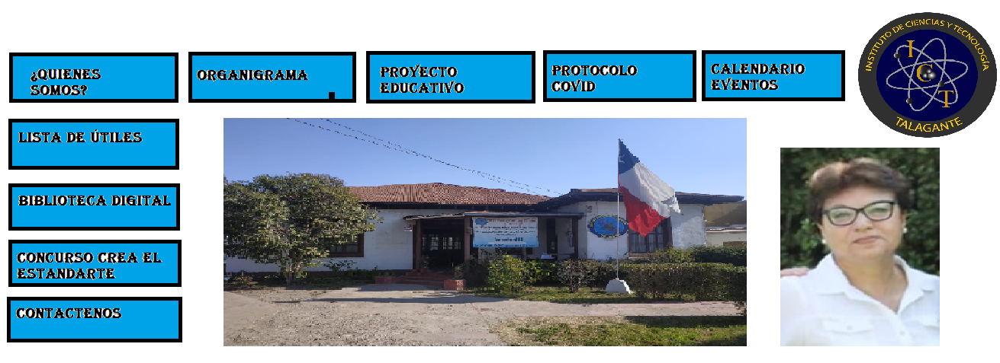 ¿QUIENES
SOMOS?
ORGANIGRAMA
PROYECTO
EDUCATIVO
PROTOCOLO
COVID
CALENDARIO
EVENTOS
INSTITUTO DE CIENCIAS Y TECNOLOGÍA
I
C
T
TALAGANTE
LISTA DE ÚTILES
BIBLIOTECA DIGITAL
CONCURSO CREA EL
ESTANDARTE
CONTACTENOS